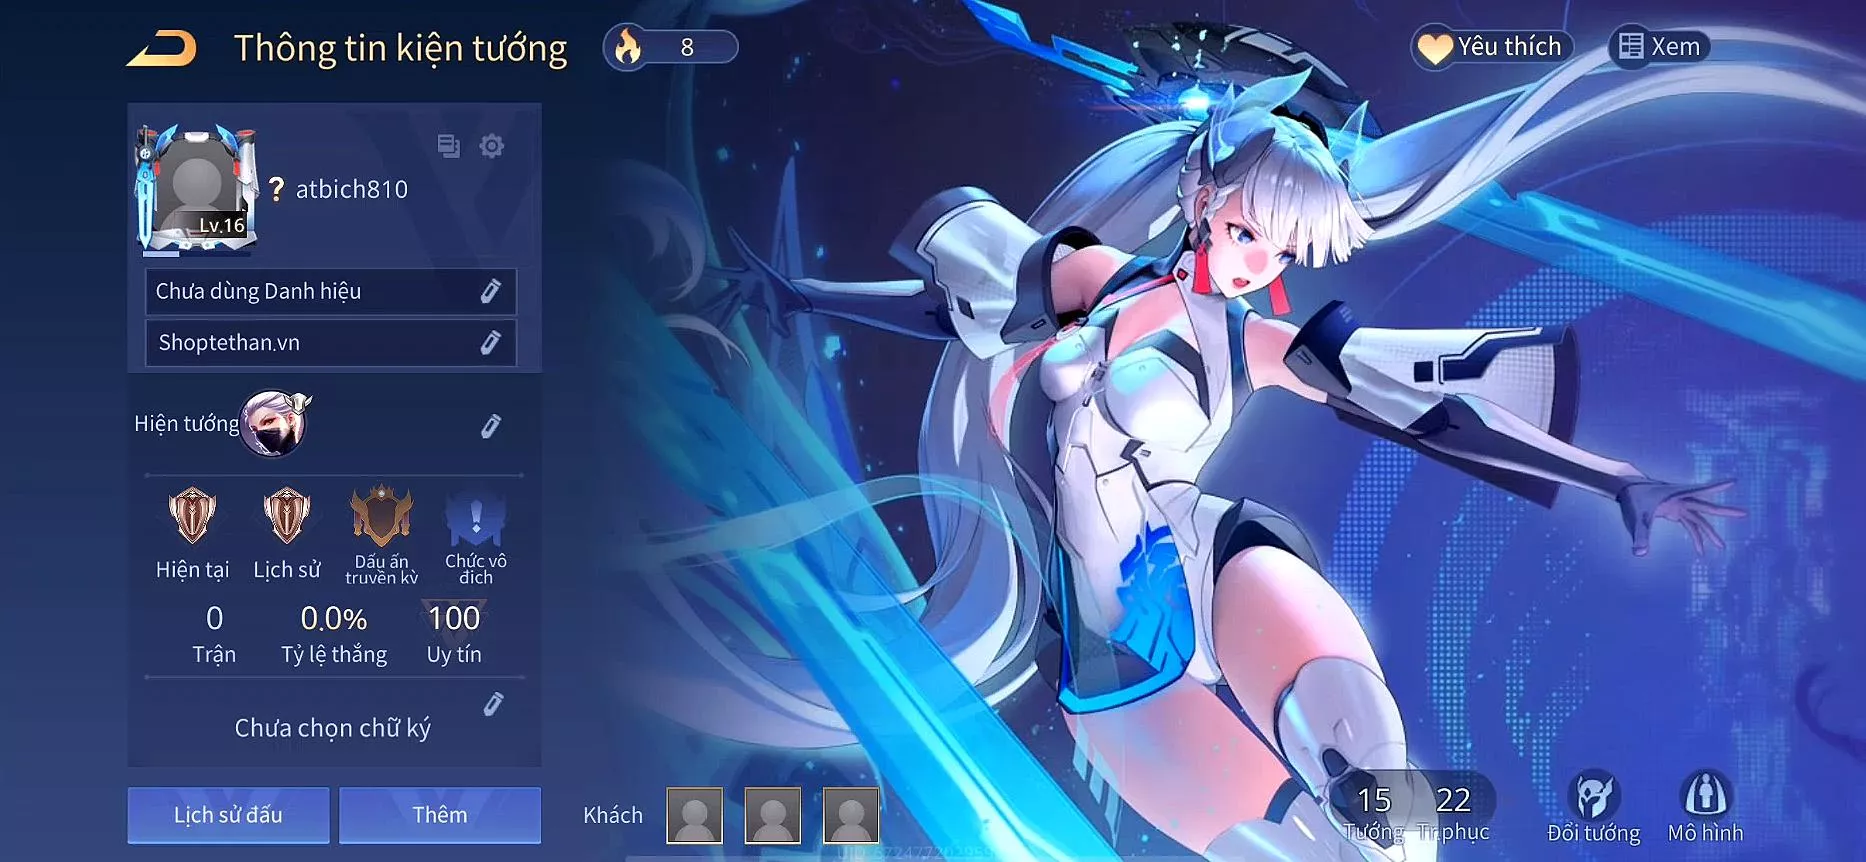 Thông tin kiện tướng
8
Yêu thích
Xem
? atbich810
Lv.16
Chưa dùng Danh hiệu
Shoptethan.vn
Hiện tướng
Hiện tại
Lịch sử
Dấu ấn
truyền kỳ
Chức vô
địch
0
0.0%
100
Trận
Tỷ lệ thắng
Uy tín
Chưa chọn chữ ký
Lịch sử đấu
Thêm
Khách
15
22
Tướng
Tr.phục
Đổi tướng
Mô hình